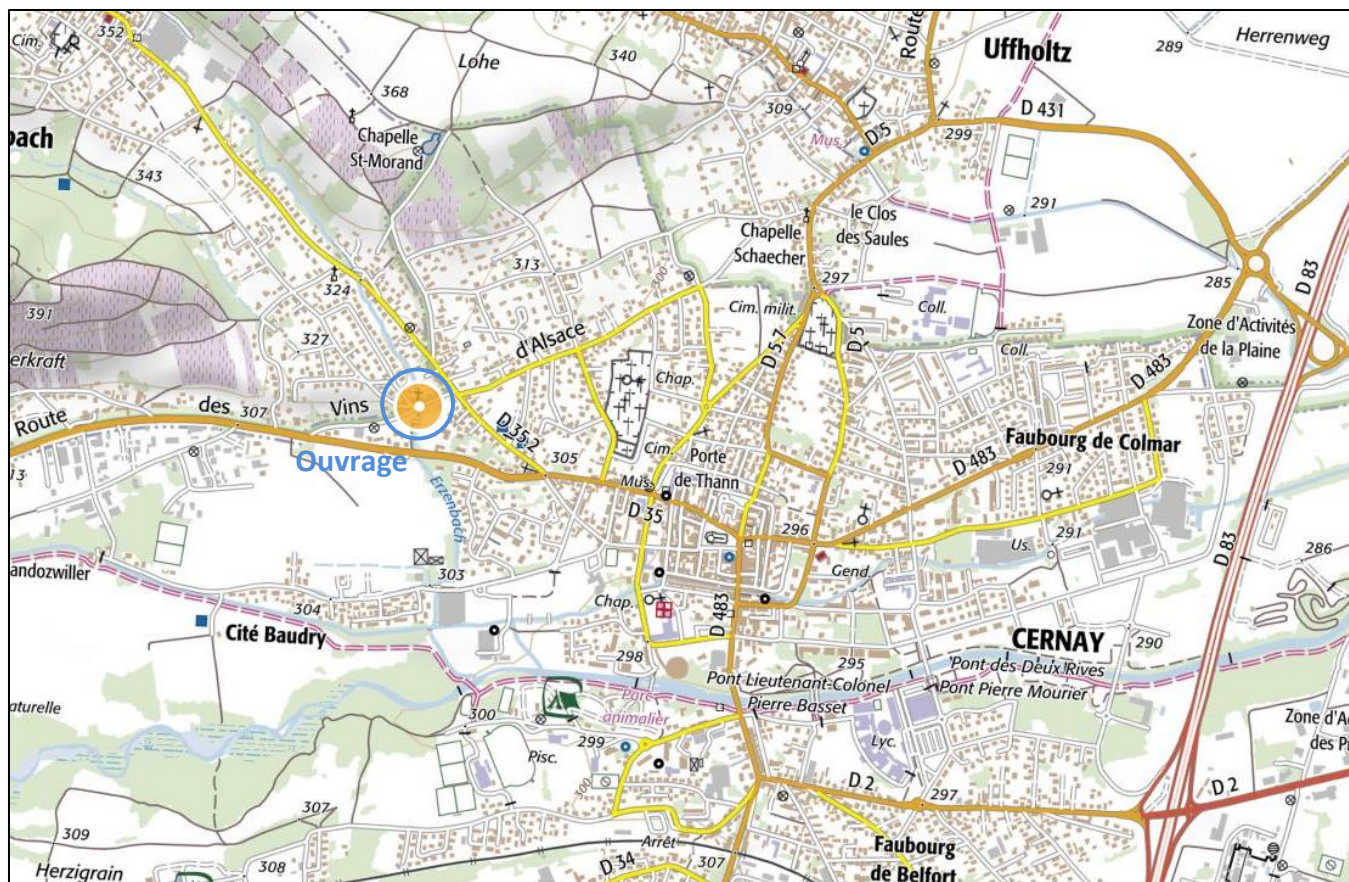 352
Cim.
bach
Lohe
340
Route
Uffholtz
289
Herrenweg
368
Chapelle
St-Morand
309
Mus.
D 5
299
D 431
343
291
le Clos
des Saules
Chapelle
Schaecher
313
300
297
285
D 83
324
Cim. milit.
Coll.
Zone d'Activités
de la Plaine
391
327
d'Alsace
D 5.7
D 5
Coll.
erkraft
Chap.
D 483
Route des Vins
307
D 35.2
Faubourg de Colmar
13
Ouvrage
305
Cim.
Porte
de Thann
D 483
291
Mus.
D 35
Erzenbach
296
Us.
291
D 83
286
andozwiller
303
Gend.
304
Chap.
D 483
Cité Baudry
298
CERNAY
290
295
Pont des Deux Rives
Pont Lieutenant-Colonel
Pierre Basset
Pont Pierre Mourier
aturelle
300
Parc
animalier
Zone d'A
des P
299
Lyc.
Pisc.
300
D 2
D 2
297
307
309
Arrêt
Faubourg
de Belfort
Herzigrain
308
D 34
307